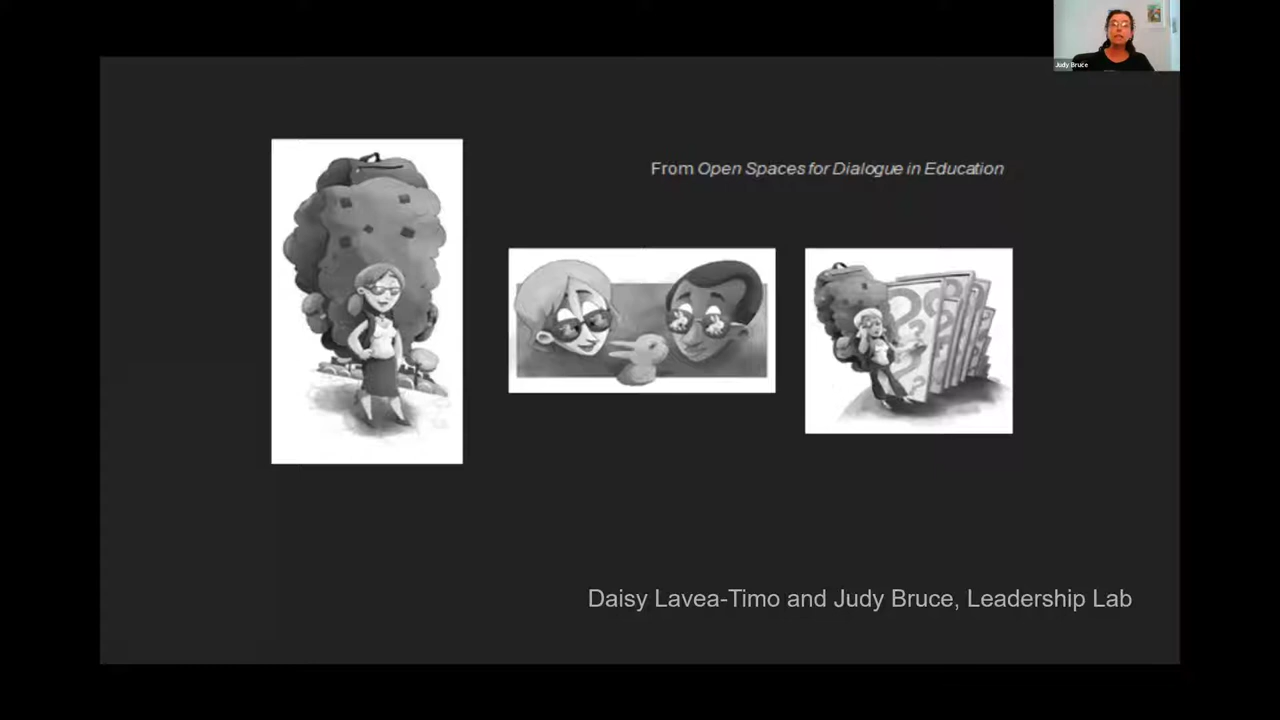 Judy Bruce
From Open Spaces for Dialogue in Education
Daisy Lavea-Timo and Judy Bruce, Leadership Lab